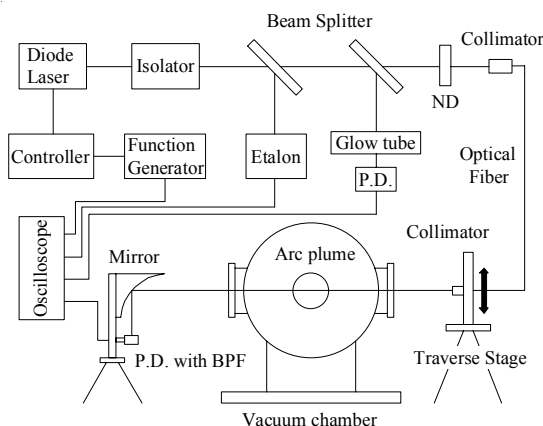 Beam Splitter
Collimator
Diode
Laser
Isolator
ND
Controller
Function
Generator
Etalon
Glow tube
P.D.
Optical
Fiber
Oscilloscope
Mirror
Arc plume
Collimator
P.D. with BPF
Traverse Stage
Vacuum chamber